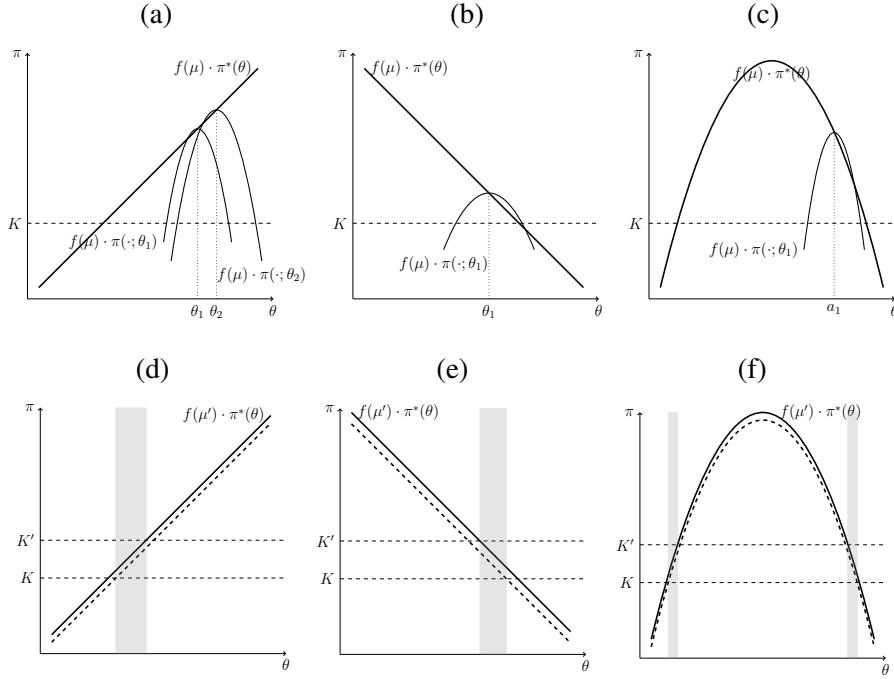 (a)
π
f(μ) · π*(θ)
K
f(μ) · π(·; θ₁)
f(μ) · π(·; θ₂)
θ₁ θ₂
θ
(b)
π
f(μ) · π*(θ)
K
f(μ) · π(·; θ₁)
θ₁
θ
(c)
π
f(μ) · π*(θ)
K
f(μ) · π(·; θ₁)
a₁
θ
(d)
π
f(μ′) · π*(θ)
K′
K
θ
(e)
π
f(μ′) · π*(θ)
K′
K
θ
(f)
π
f(μ′) · π*(θ)
K′
K
θ